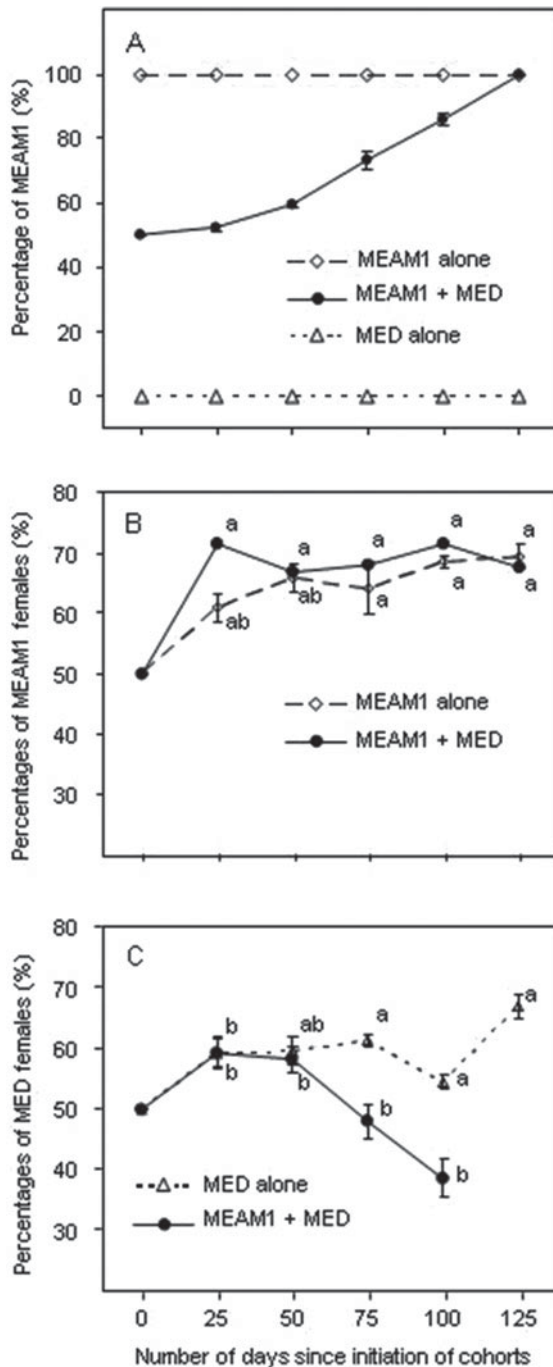 A
Percentage of MEAM1 (%)
100
80
60
40
20
0
MEAM1 alone
MEAM1 + MED
MED alone
B
Percentages of MEAM1 females (%)
80
70
60
50
40
30
a
a
a
a
a
ab
ab
a
a
a
MEAM1 alone
MEAM1 + MED
C
Percentages of MED females (%)
80
70
60
50
40
30
b
ab
a
a
a
b
b
b
b
MED alone
MEAM1 + MED
0 25 50 75 100 125
Number of days since initiation of cohorts